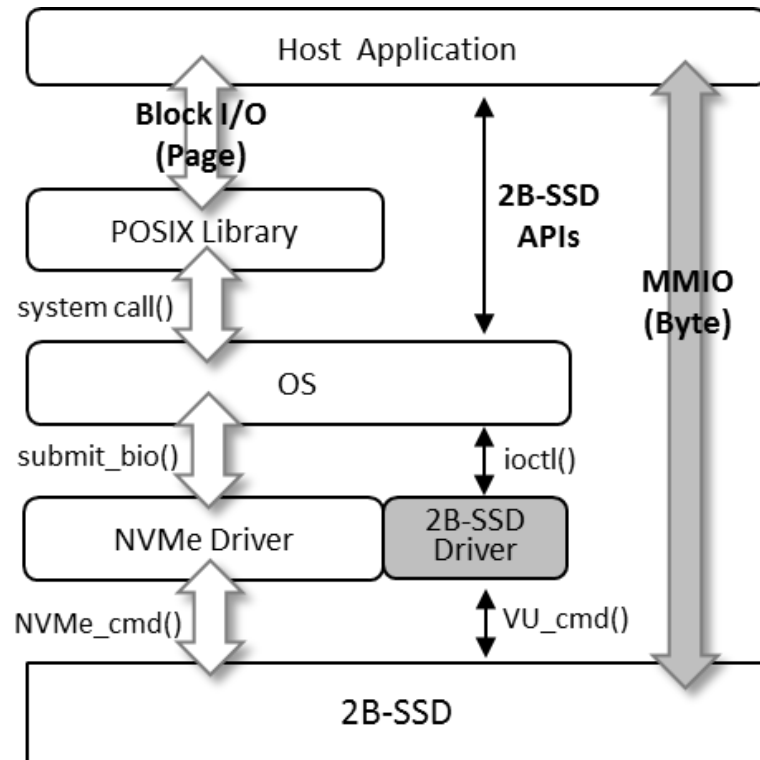 Host Application
Block I/O
(Page)
2B-SSD
APIs
POSIX Library
MMIO
(Byte)
system call()
OS
submit_bio()
ioctl()
NVMe Driver
2B-SSD
Driver
NVMe_cmd()
VU_cmd()
2B-SSD